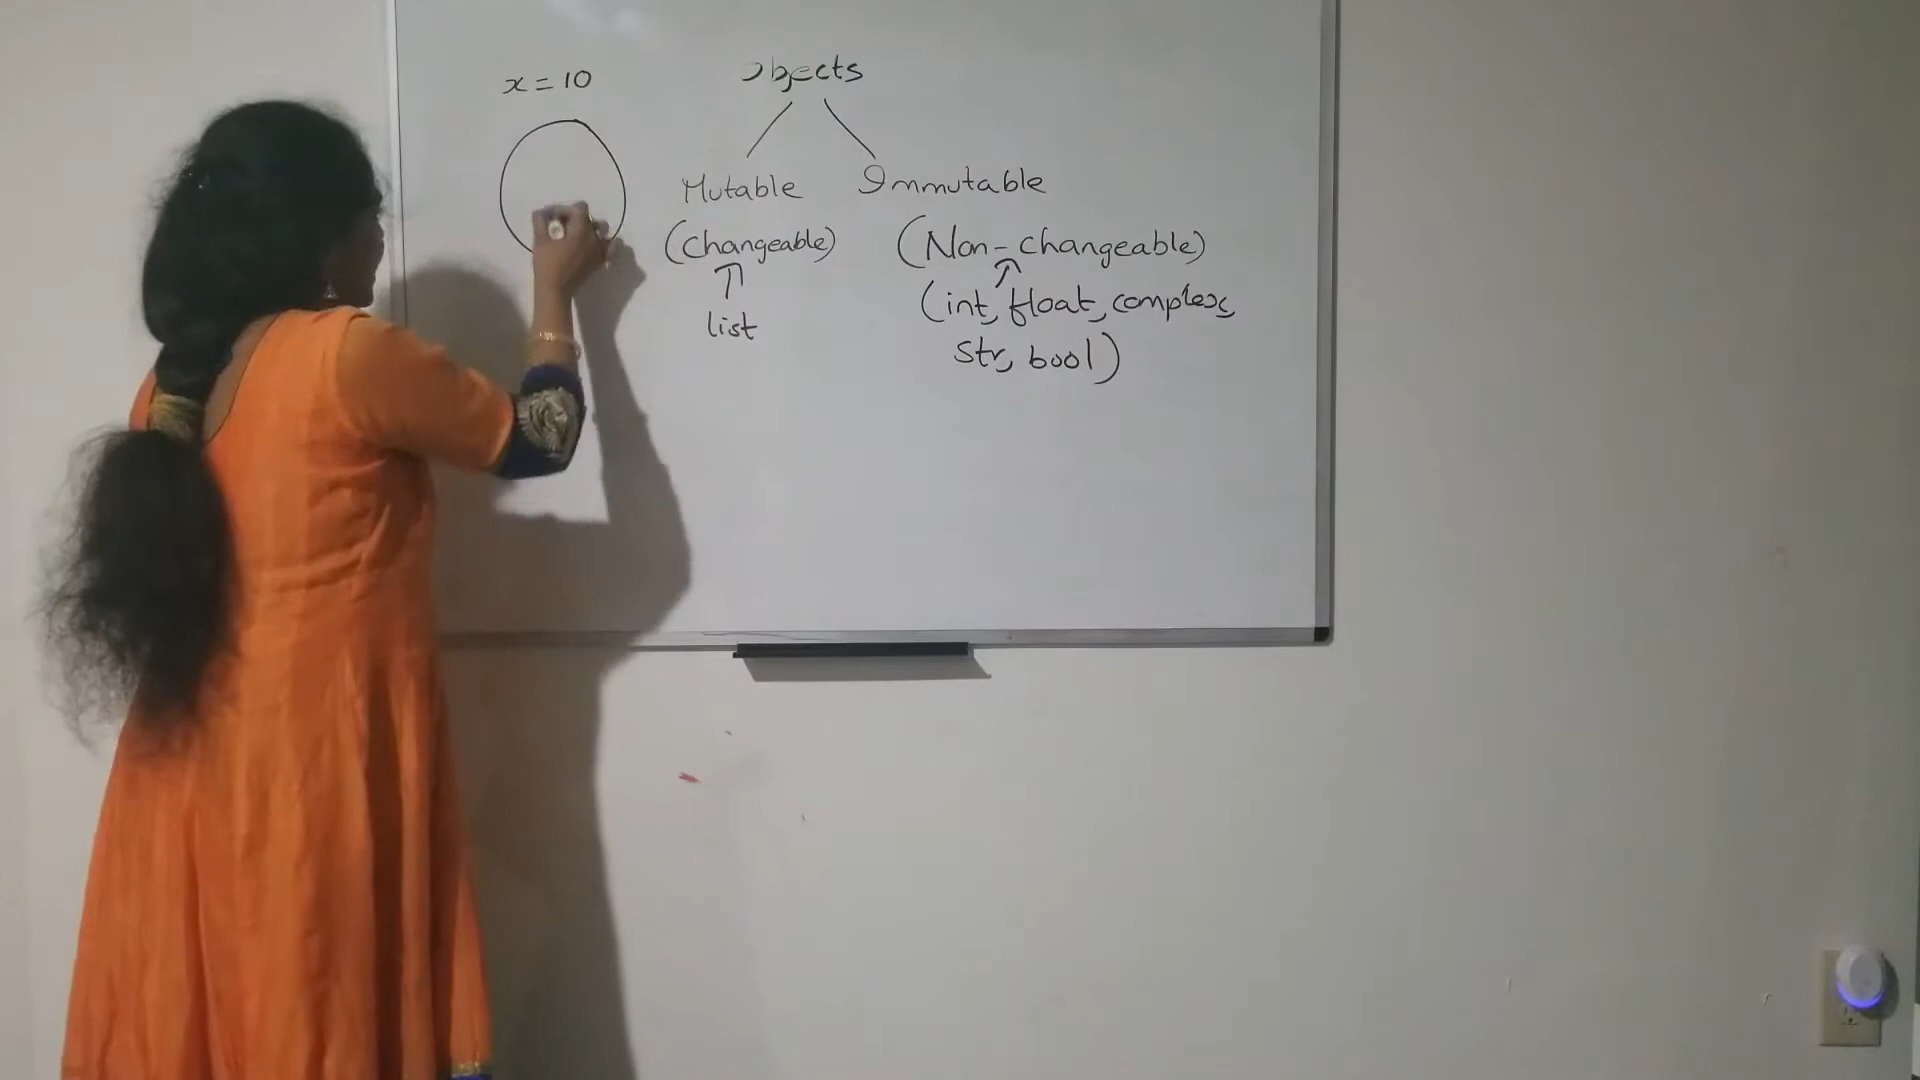 x = 10
Objects
Mutable Immutable
(Changeable) (Non-changeable)
list (int, float, complex,
str, bool)